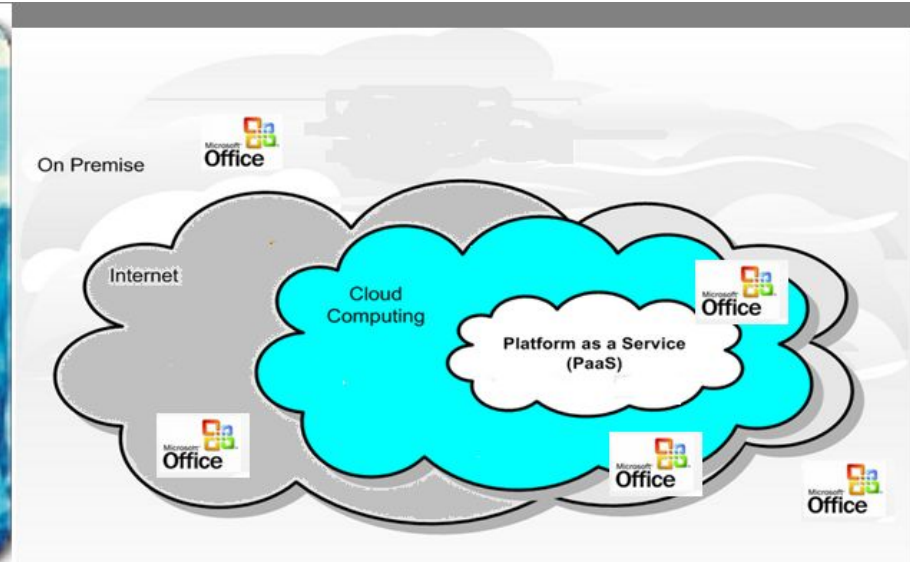 Microsoft
Office
On Premise
Internet
Cloud
Computing
Microsoft
Office
Platform as a Service
(PaaS)
Microsoft
Office
Microsoft
Office
Microsoft
Office